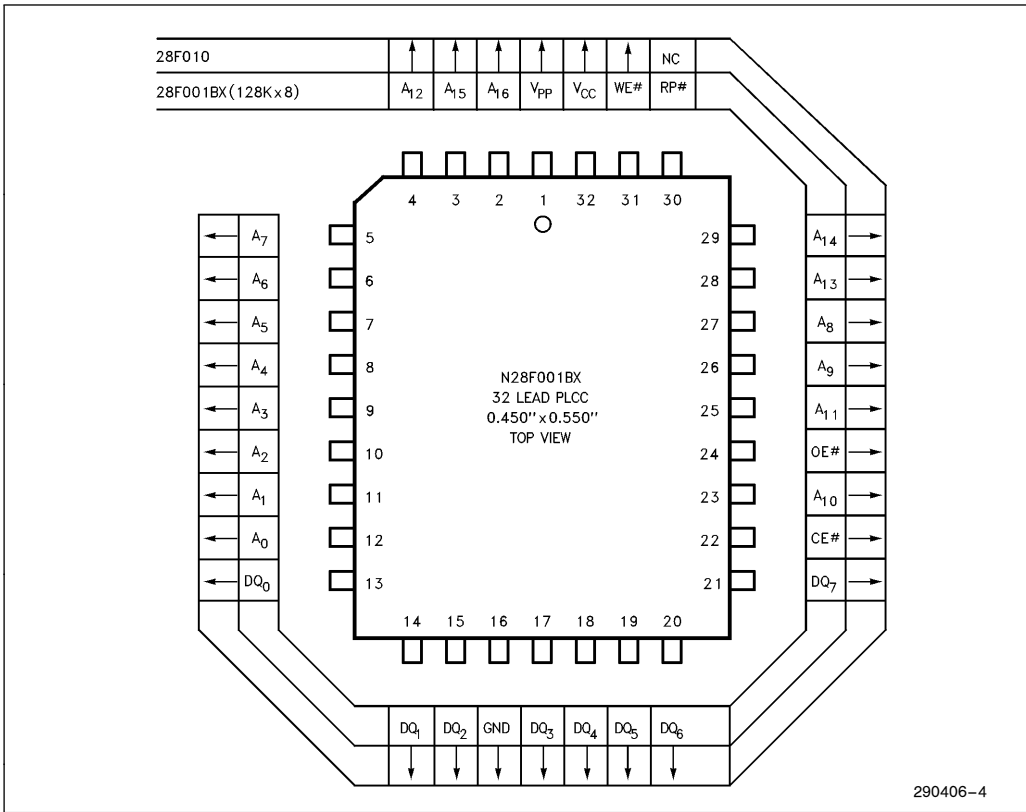 28F010 NC
28F001BX(128Kx8) A12 A15 A16 VPP VCC WE# RP#
4 3 2 1 32 31 30
A7 5 29 A14
A6 6 28 A13
A5 7 27 A8
A4 8 26 A9
A3 9 25 A11
A2 10 24 OE#
A1 11 23 A10
A0 12 22 CE#
DQ0 13 21 DQ7
N28F001BX
32 LEAD PLCC
0.450''x0.550''
TOP VIEW
14 15 16 17 18 19 20
DQ1 DQ2 GND DQ3 DQ4 DQ5 DQ6
290406-4